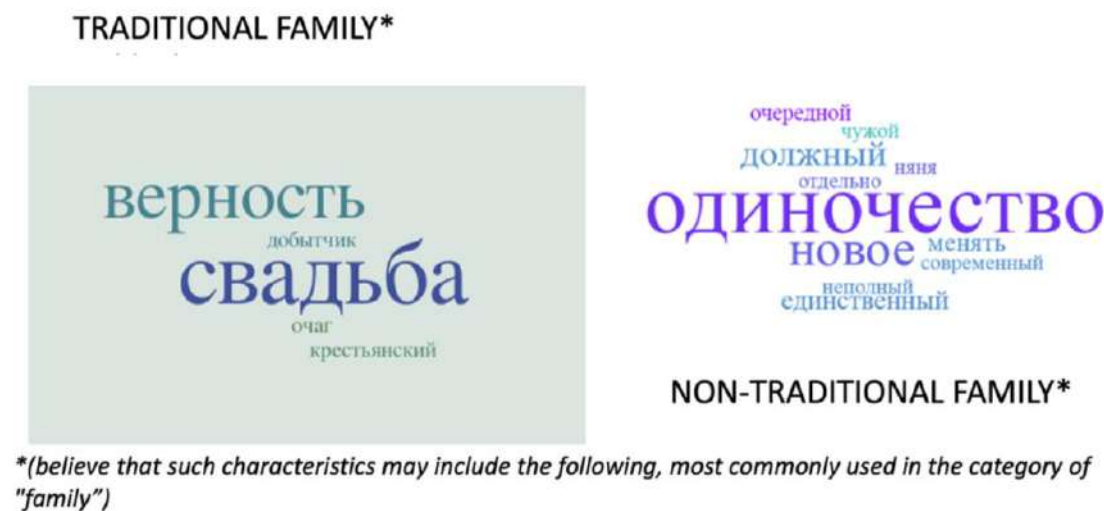 TRADITIONAL FAMILY*
верность
добытчик
свадьба
очаг
крестьянский
очередной
чужой
должный
няня
отдельно
одиночество
новое
менять
современный
неполный
единственный
NON-TRADITIONAL FAMILY*
*(believe that such characteristics may include the following, most commonly used in the category of
"family”)